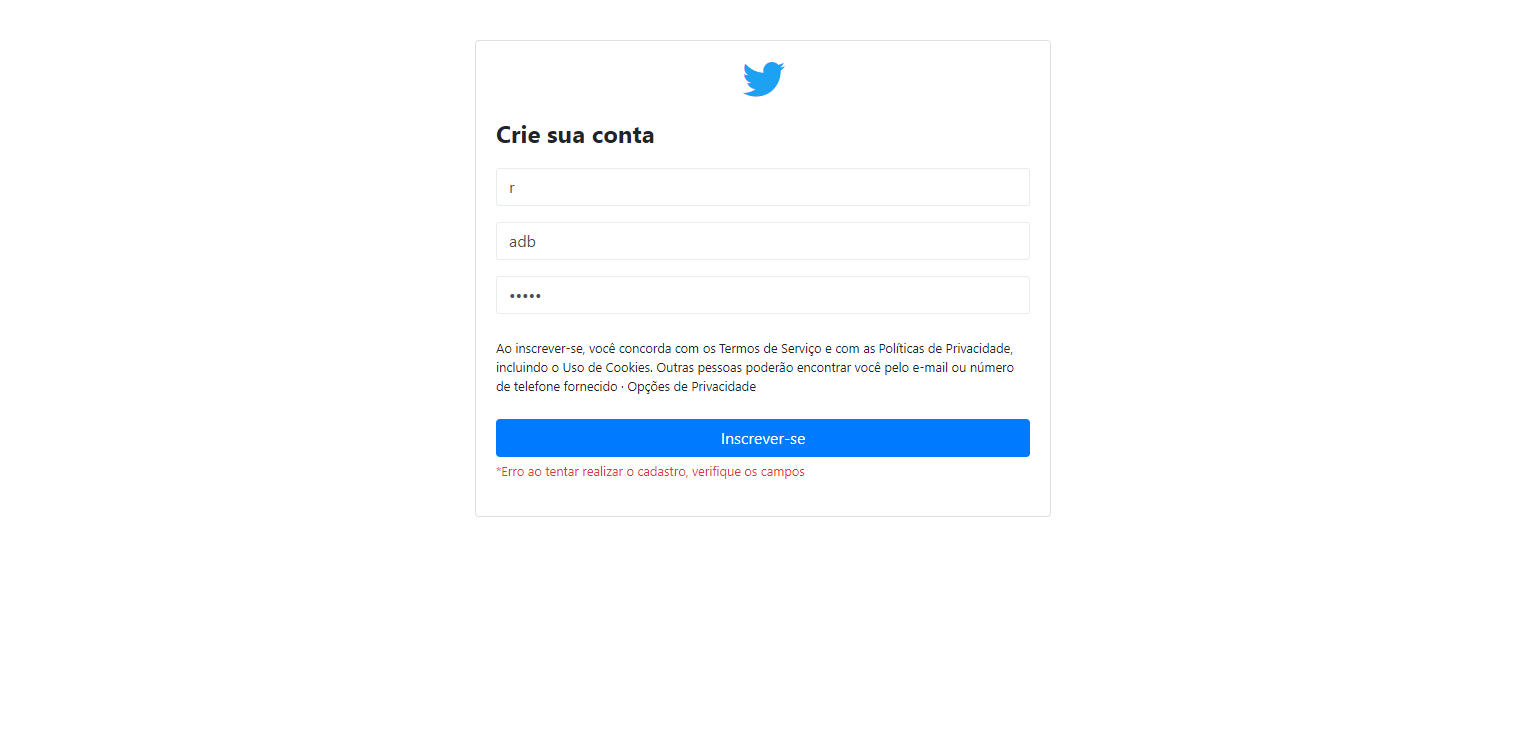 Crie sua conta
r
adb
•••••
Ao inscrever-se, você concorda com os Termos de Serviço e com as Políticas de Privacidade,
incluindo o Uso de Cookies. Outras pessoas poderão encontrar você pelo e-mail ou número
de telefone fornecido · Opções de Privacidade
Inscrever-se
*Erro ao tentar realizar o cadastro, verifique os campos